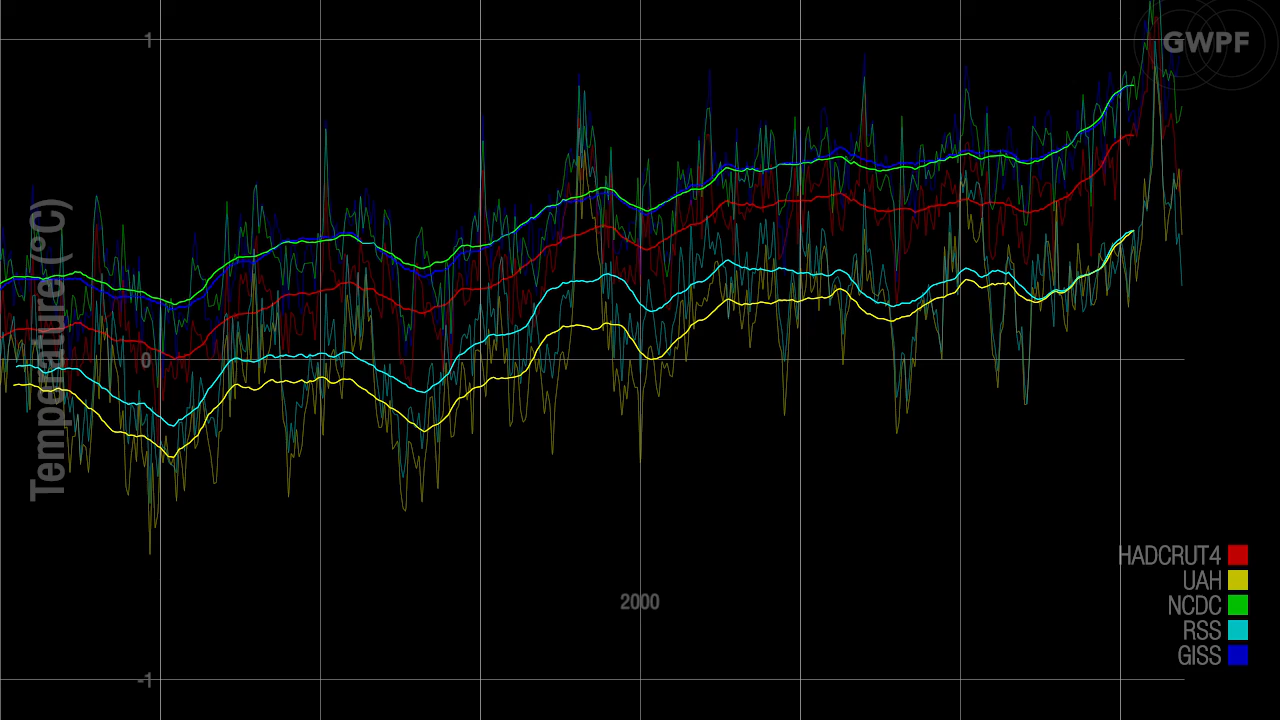 1
GWPF
Temperature (°C)
0
HADCRUT4
UAH
2000
NCDC
RSS
GISS
-1